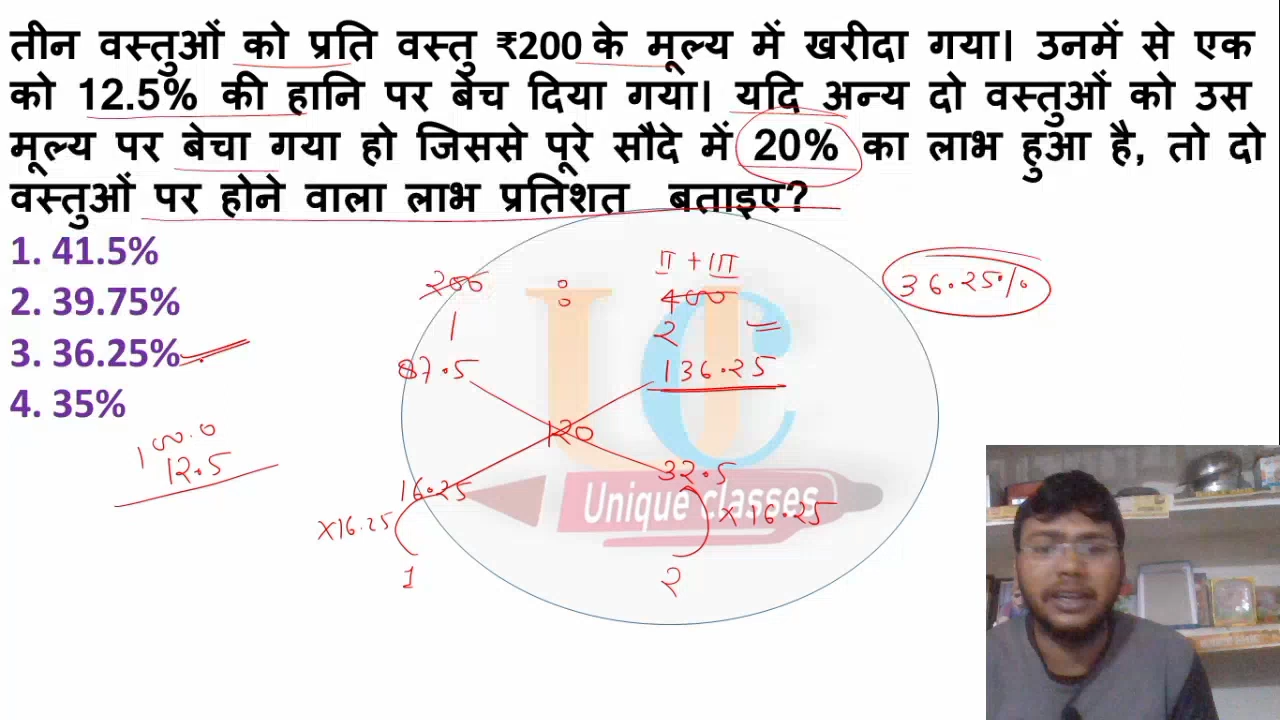 तीन वस्तुओं को प्रति वस्तु ₹200 के मूल्य में खरीदा गया। उनमें से एक
को 12.5% की हानि पर बेच दिया गया। यदि अन्य दो वस्तुओं को उस
मूल्य पर बेचा गया हो जिससे पूरे सौदे में 20% का लाभ हुआ है, तो दो
वस्तुओं पर होने वाला लाभ प्रतिशत बताइए?
1. 41.5%
2. 39.75%
3. 36.25%
4. 35%
II + III
36.25%
200 : 400
1 2
87.5 136.25
120
100.0
12.5
16.25 32.5
×16.25 ×16.25
1 2
Unique classes